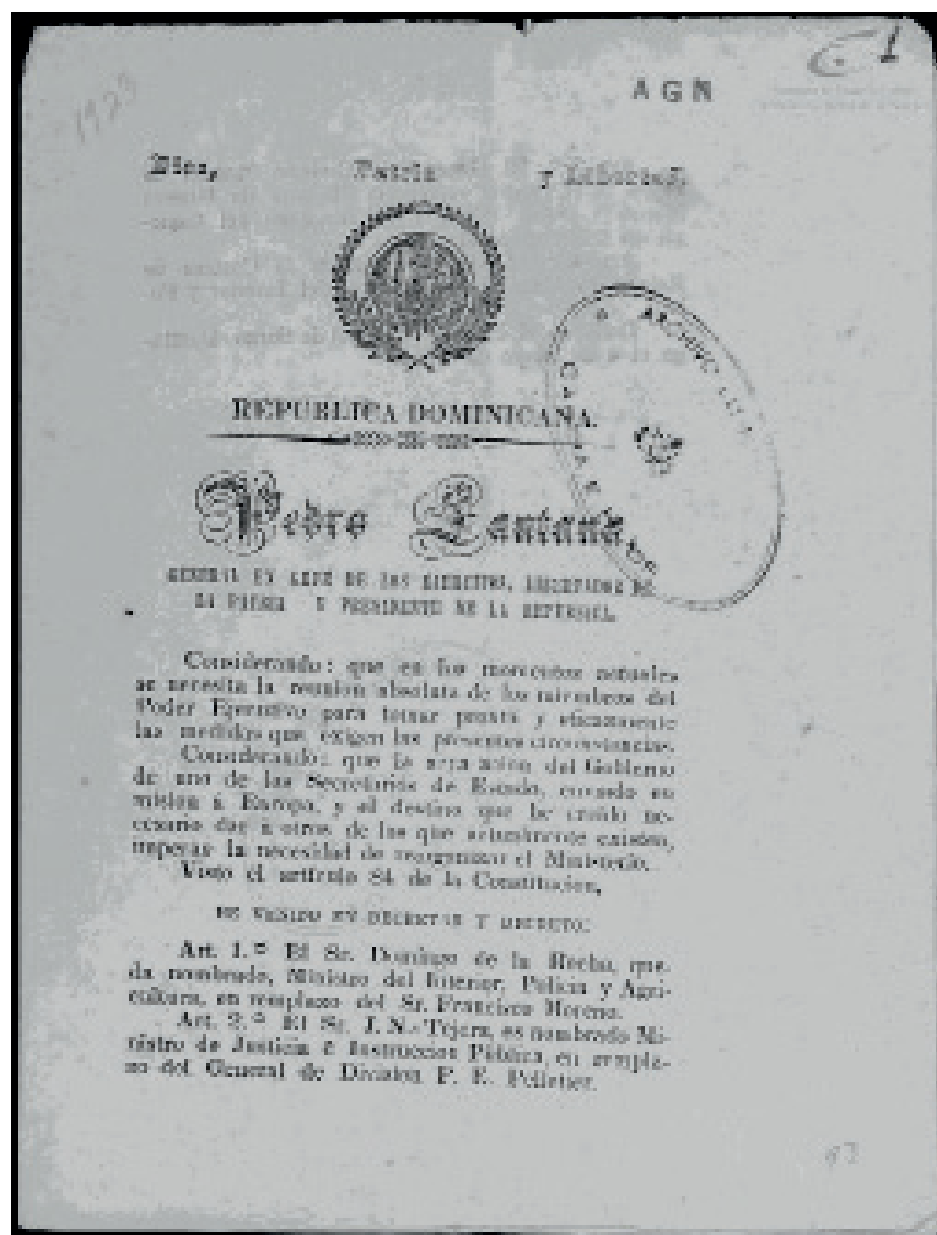 1
AGN
1923
Dios, Patria y Libertad.
REPUBLICA DOMINICANA.
ARCHIVO
Pedro Santana
GENERAL EN GEFE DE LOS EJERCITOS, LIBERTADOR DE
LA PATRIA Y PRESIDENTE DE LA REPUBLICA.
Considerando: que en los momentos actuales
se necesita la reunion absoluta de los miembros del
Poder Ejecutivo para tomar pronta y eficazmente
las medidas que exigen las presentes circunstancias.
Considerando: que la del Gobierno
de uno de las Secretarios de Estado, enviado en
mision á Europa, y el destino que he creido ne-
cesario dar á otros de los que actualmente existen,
la necesidad de reorganizar el Ministerio.
Visto el artículo 84 de la Constitucion,
HE VENIDO EN DECRETAR Y DECRETO:
Art. 1.º El Sr. Domingo de la Rocha, que-
da nombrado, Ministro del Interior, Policia y Agri-
cultura, en remplazo del Sr. Francisco Moreno.
Art. 2.º El Sr. J. N. Tejera, es nombrado Mi-
nistro de Justicia é Instruccion Pública, en rempla-
zo del General de Division P. E. Pelletier.